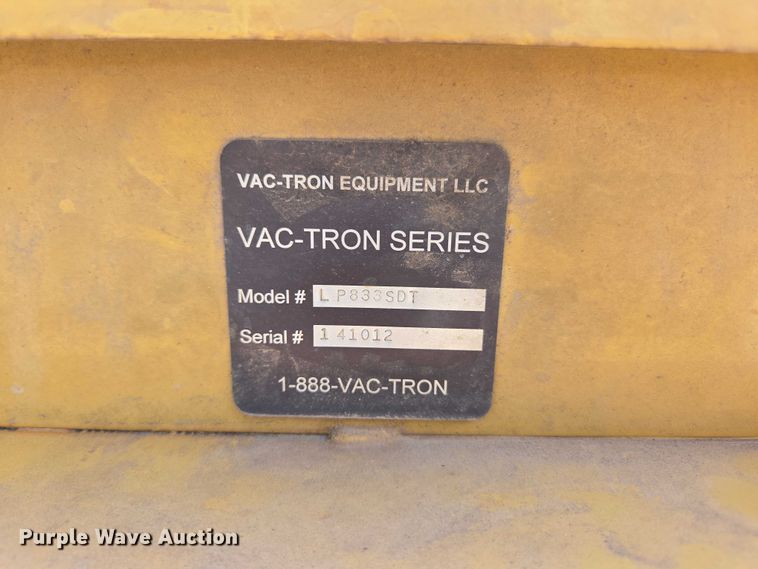 VAC-TRON EQUIPMENT LLC
VAC-TRON SERIES
Model # LP833SDT
Serial # 141012
1-888-VAC-TRON
Purple Wave Auction